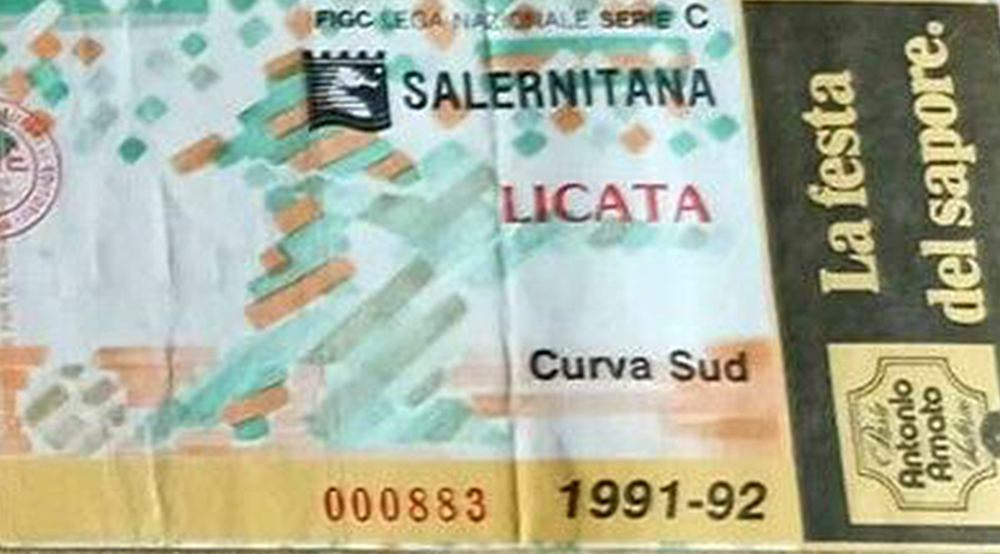 FIGC LEGA NAZIONALE SERIE C
SALERNITANA
LICATA
Curva Sud
000883
1991-92
La festa
del sapore.
Antonio
Amato